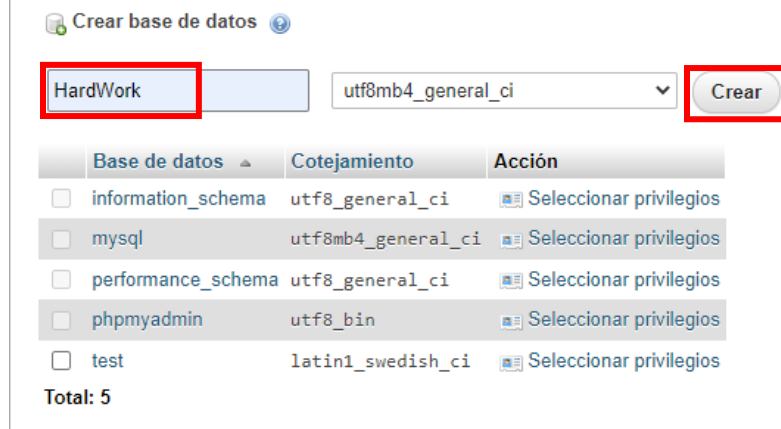 Crear base de datos
HardWork utf8mb4_general_ci Crear
Base de datos Cotejamiento Acción
information_schema utf8_general_ci Seleccionar privilegios
mysql utf8mb4_general_ci Seleccionar privilegios
performance_schema utf8_general_ci Seleccionar privilegios
phpmyadmin utf8_bin Seleccionar privilegios
test latin1_swedish_ci Seleccionar privilegios
Total: 5